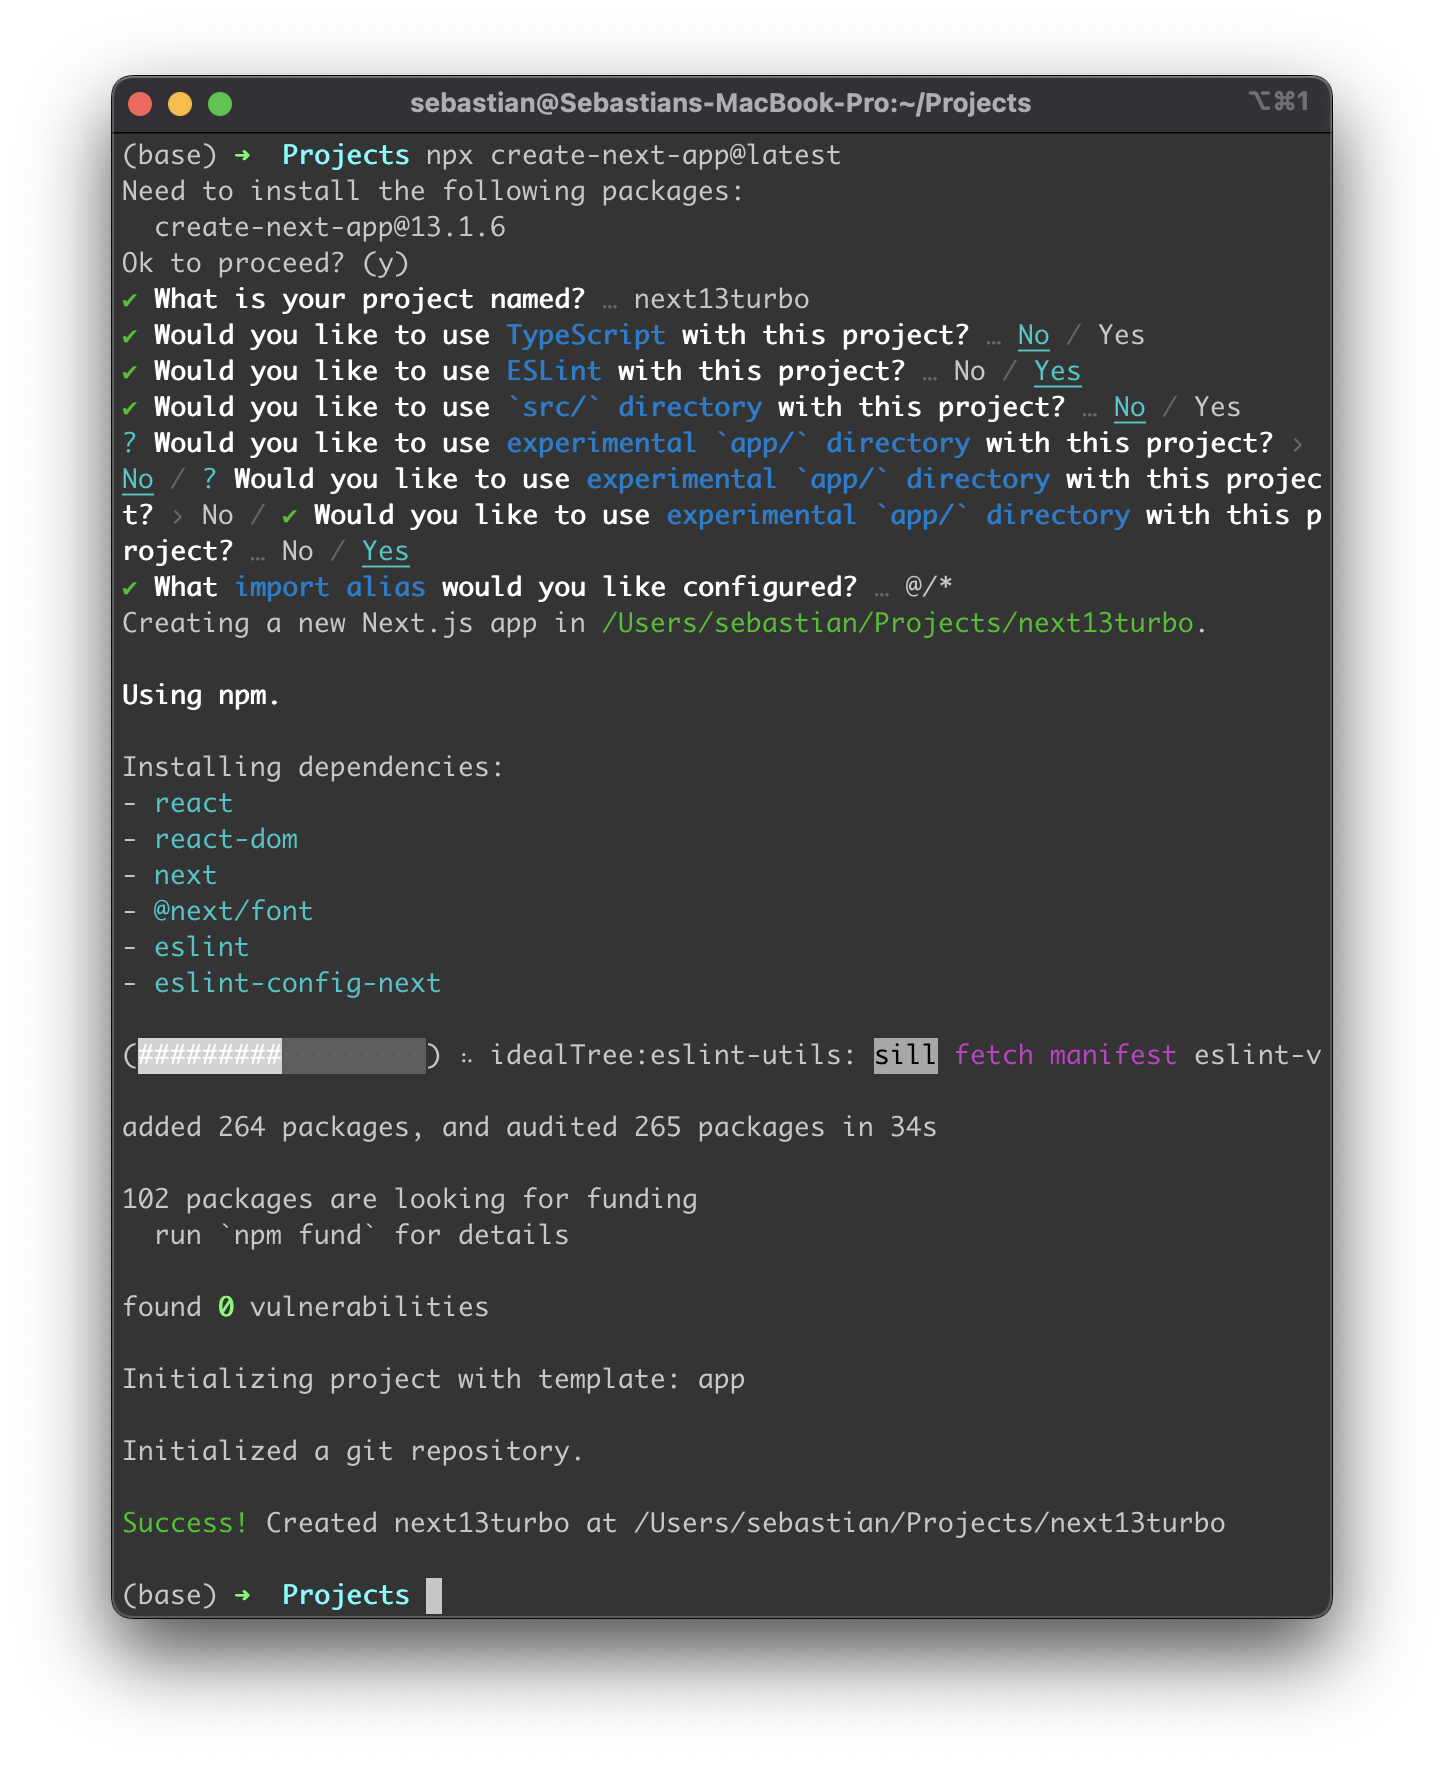 sebastian@Sebastians-MacBook-Pro:~/Projects ⌥⌘1
(base) ➜ Projects npx create-next-app@latest
Need to install the following packages:
  create-next-app@13.1.6
Ok to proceed? (y)
✔ What is your project named? … next13turbo
✔ Would you like to use TypeScript with this project? … No / Yes
✔ Would you like to use ESLint with this project? … No / Yes
✔ Would you like to use `src/` directory with this project? … No / Yes
? Would you like to use experimental `app/` directory with this project? ›
No / ? Would you like to use experimental `app/` directory with this projec
t? › No / ✔ Would you like to use experimental `app/` directory with this p
roject? … No / Yes
✔ What import alias would you like configured? … @/*
Creating a new Next.js app in /Users/sebastian/Projects/next13turbo.
Using npm.
Installing dependencies:
- react
- react-dom
- next
- @next/font
- eslint
- eslint-config-next
(#########·········) ⠦ idealTree:eslint-utils: sill fetch manifest eslint-v
added 264 packages, and audited 265 packages in 34s
102 packages are looking for funding
  run `npm fund` for details
found 0 vulnerabilities
Initializing project with template: app
Initialized a git repository.
Success! Created next13turbo at /Users/sebastian/Projects/next13turbo
(base) ➜ Projects